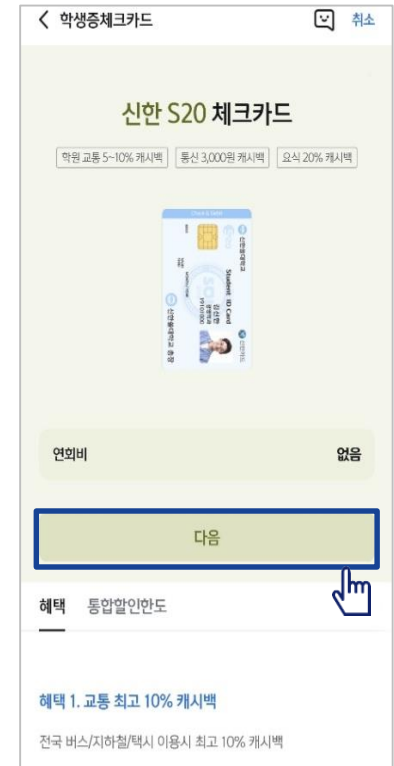 학생증체크카드
취소
신한 S20 체크카드
학원 교통 5~10% 캐시백
통신 3,000원 캐시백
요식 20% 캐시백
Student ID Card
연회비
없음
다음
혜택
통합할인한도
혜택 1. 교통 최고 10% 캐시백
전국 버스/지하철/택시 이용시 최고 10% 캐시백